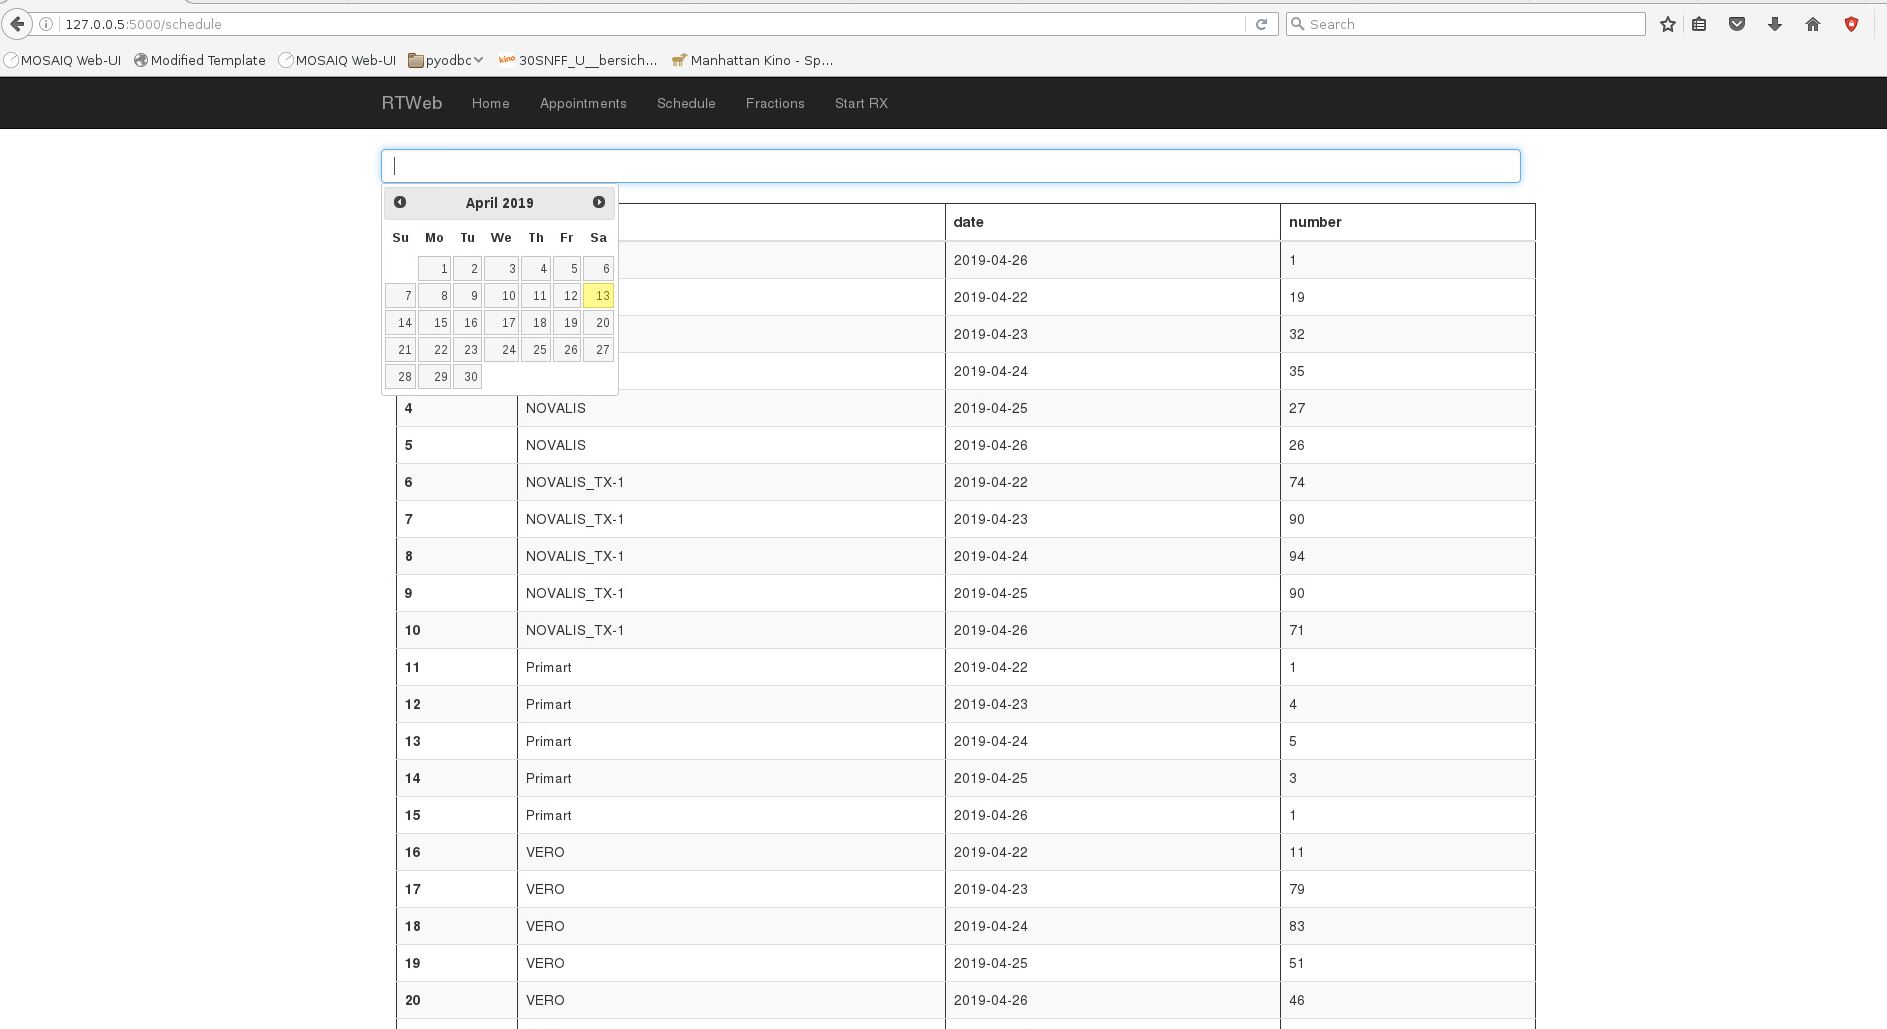 127.0.0.5:5000/schedule Search
MOSAIQ Web-UI Modified Template MOSAIQ Web-UI pyodbc kino 30SNFF_U__bersich... Manhattan Kino - Sp...
RTWeb Home Appointments Schedule Fractions Start RX
April 2019
Su Mo Tu We Th Fr Sa
1 2 3 4 5 6
7 8 9 10 11 12 13
14 15 16 17 18 19 20
21 22 23 24 25 26 27
28 29 30
date number
2019-04-26 1
2019-04-22 19
2019-04-23 32
2019-04-24 35
4 NOVALIS 2019-04-25 27
5 NOVALIS 2019-04-26 26
6 NOVALIS_TX-1 2019-04-22 74
7 NOVALIS_TX-1 2019-04-23 90
8 NOVALIS_TX-1 2019-04-24 94
9 NOVALIS_TX-1 2019-04-25 90
10 NOVALIS_TX-1 2019-04-26 71
11 Primart 2019-04-22 1
12 Primart 2019-04-23 4
13 Primart 2019-04-24 5
14 Primart 2019-04-25 3
15 Primart 2019-04-26 1
16 VERO 2019-04-22 11
17 VERO 2019-04-23 79
18 VERO 2019-04-24 83
19 VERO 2019-04-25 51
20 VERO 2019-04-26 46